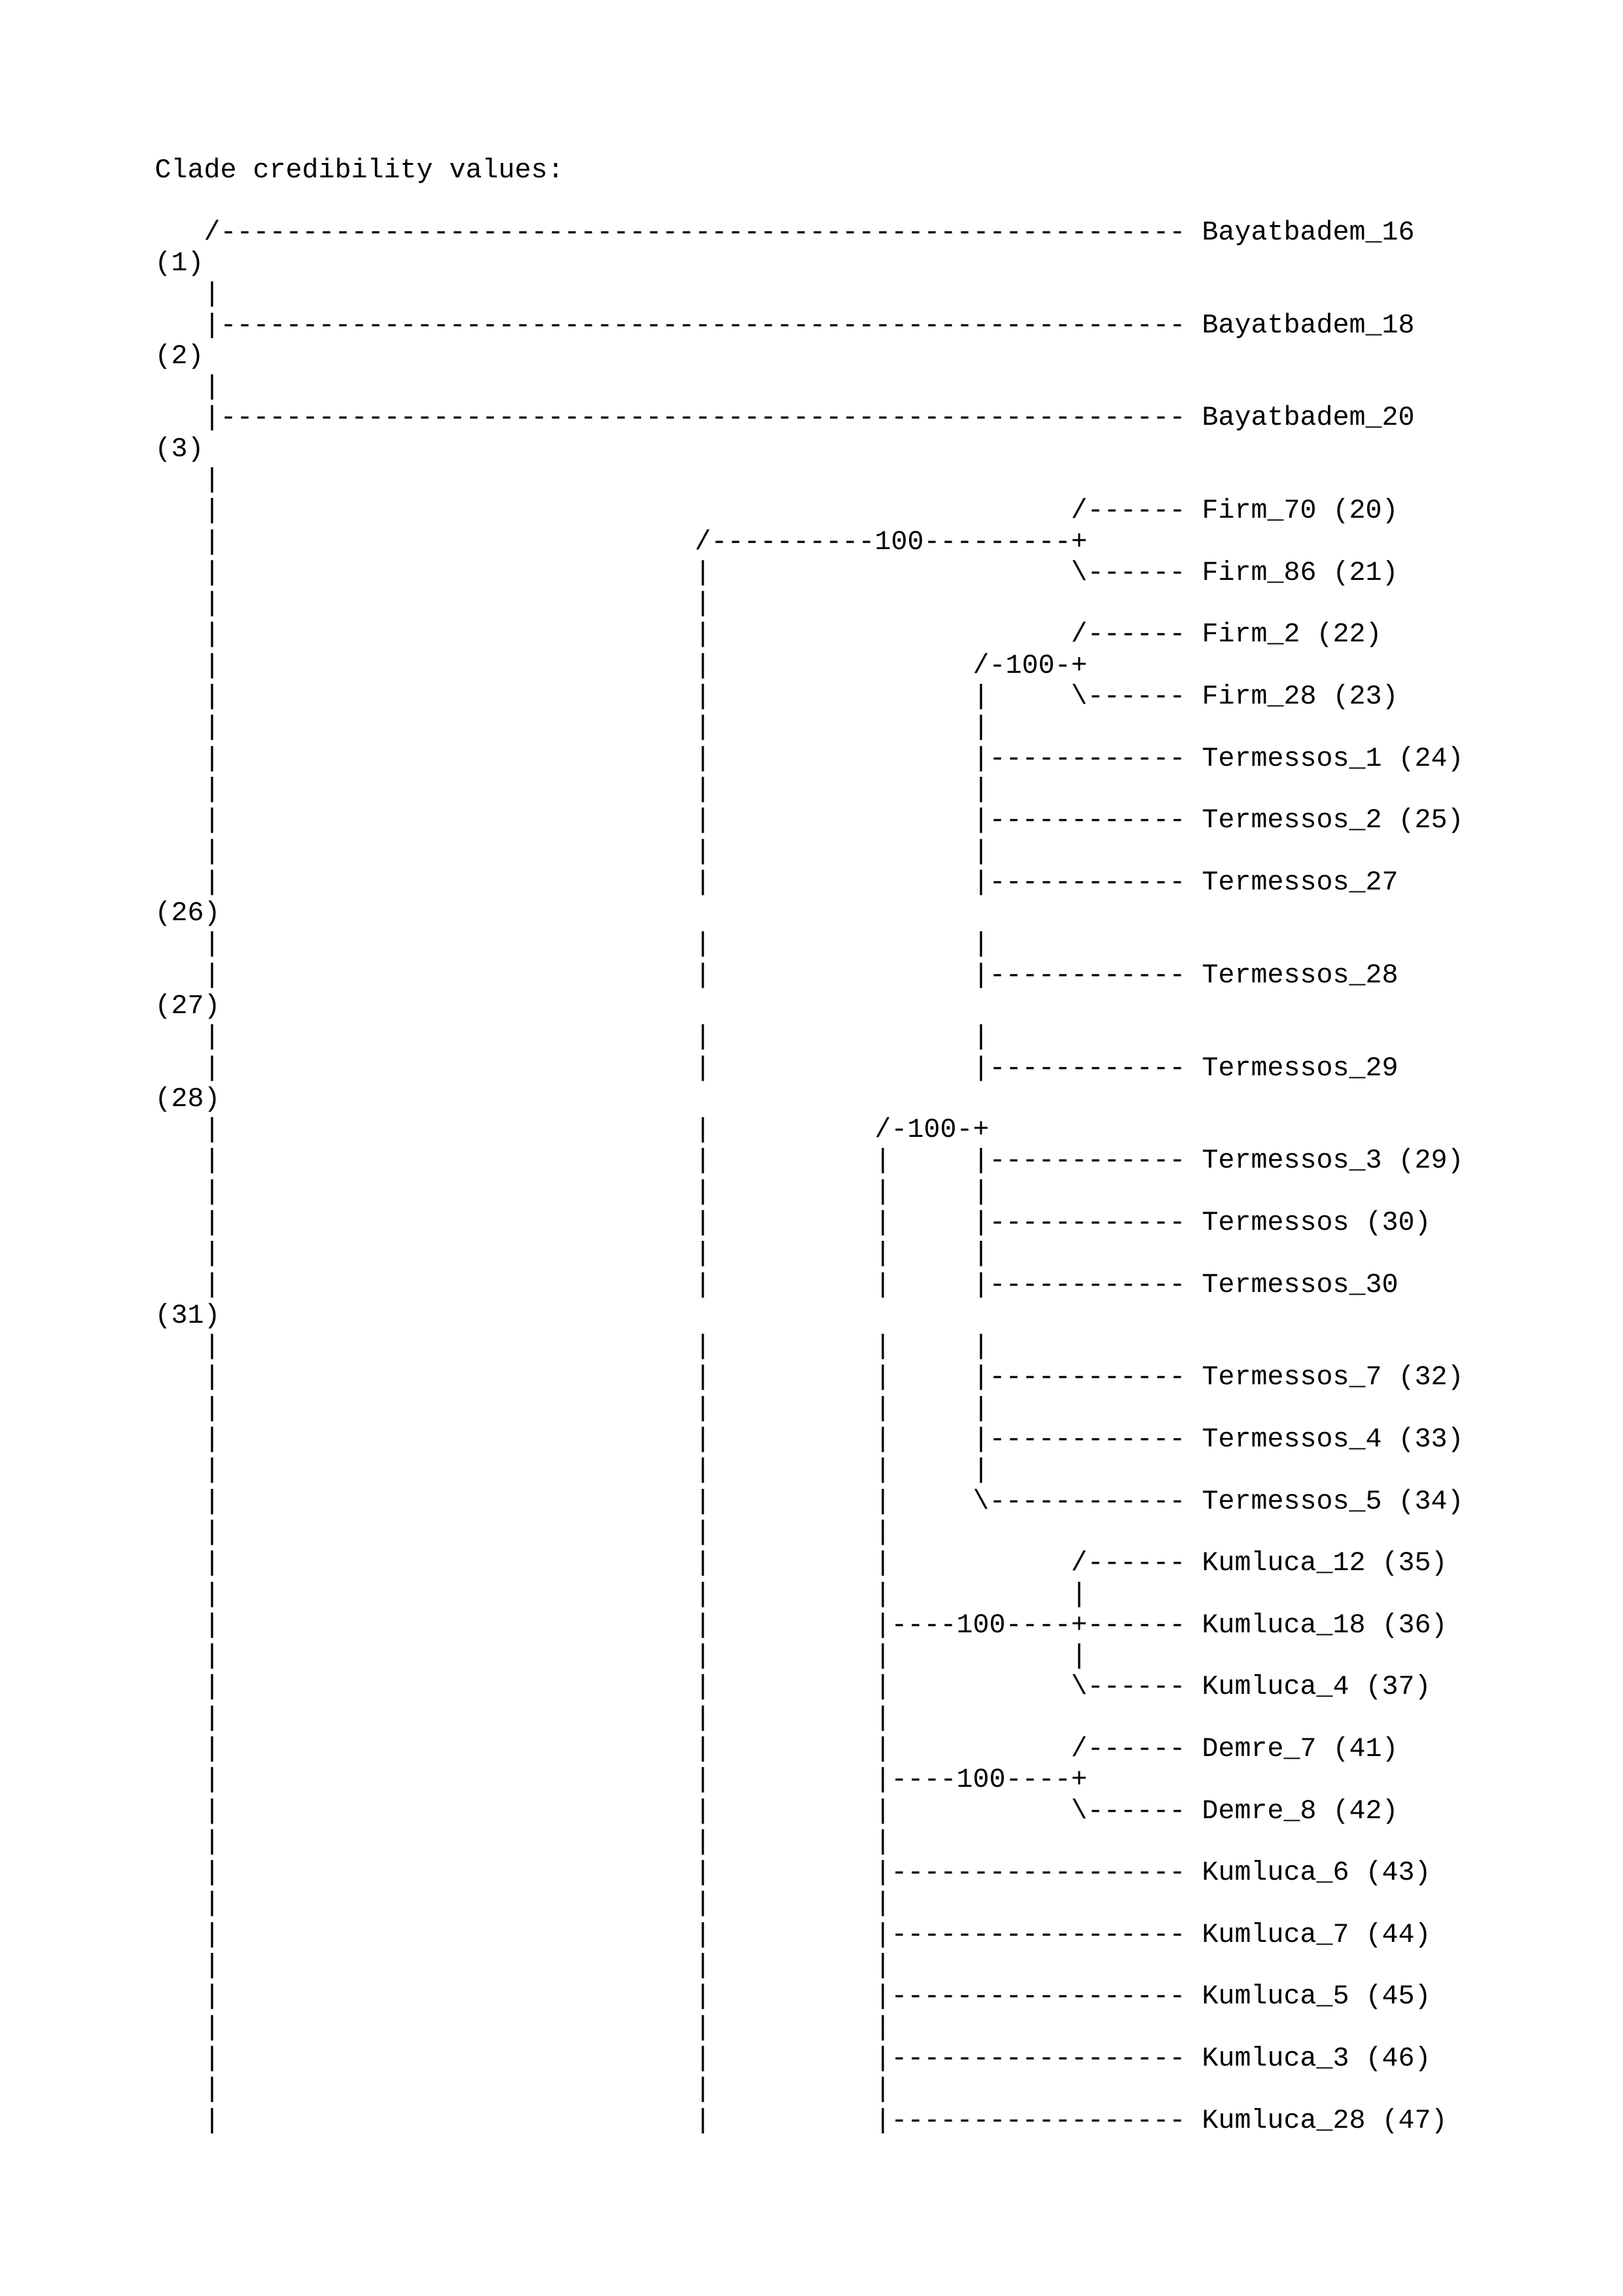 Clade credibility values:

   /----------------------------------------------------------- Bayatbadem_16
(1)
   |
   |----------------------------------------------------------- Bayatbadem_18
(2)
   |
   |----------------------------------------------------------- Bayatbadem_20
(3)
   |
   |                                                    /------ Firm_70 (20)
   |                             /----------100---------+
   |                             |                      \------ Firm_86 (21)
   |                             |
   |                             |                      /------ Firm_2 (22)
   |                             |                /-100-+
   |                             |                |     \------ Firm_28 (23)
   |                             |                |
   |                             |                |------------ Termessos_1 (24)
   |                             |                |
   |                             |                |------------ Termessos_2 (25)
   |                             |                |
   |                             |                |------------ Termessos_27
(26)
   |                             |                |
   |                             |                |------------ Termessos_28
(27)
   |                             |                |
   |                             |                |------------ Termessos_29
(28)
   |                             |          /-100-+
   |                             |          |     |------------ Termessos_3 (29)
   |                             |          |     |
   |                             |          |     |------------ Termessos (30)
   |                             |          |     |
   |                             |          |     |------------ Termessos_30
(31)
   |                             |          |     |
   |                             |          |     |------------ Termessos_7 (32)
   |                             |          |     |
   |                             |          |     |------------ Termessos_4 (33)
   |                             |          |     |
   |                             |          |     \------------ Termessos_5 (34)
   |                             |          |
   |                             |          |           /------ Kumluca_12 (35)
   |                             |          |           |
   |                             |          |----100----+------ Kumluca_18 (36)
   |                             |          |           |
   |                             |          |           \------ Kumluca_4 (37)
   |                             |          |
   |                             |          |           /------ Demre_7 (41)
   |                             |          |----100----+
   |                             |          |           \------ Demre_8 (42)
   |                             |          |
   |                             |          |------------------ Kumluca_6 (43)
   |                             |          |
   |                             |          |------------------ Kumluca_7 (44)
   |                             |          |
   |                             |          |------------------ Kumluca_5 (45)
   |                             |          |
   |                             |          |------------------ Kumluca_3 (46)
   |                             |          |
   |                             |          |------------------ Kumluca_28 (47)